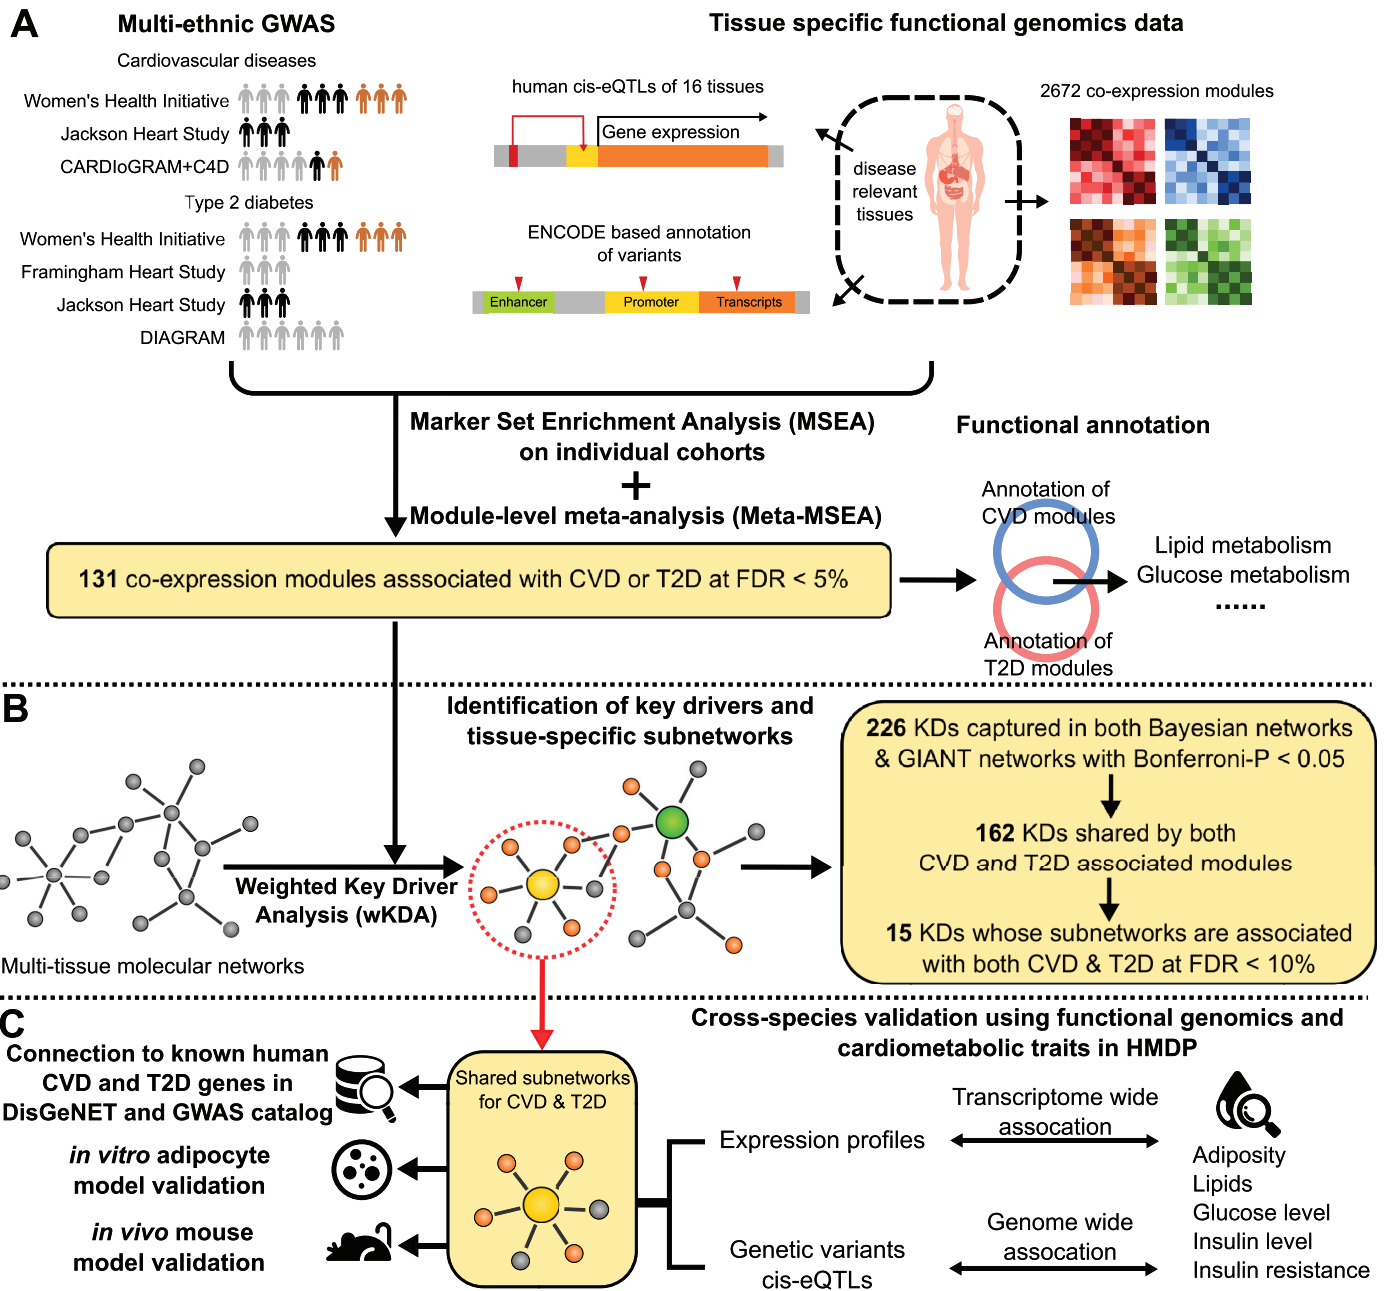 A
Multi-ethnic GWAS
Cardiovascular diseases
Women's Health Initiative
Jackson Heart Study
CARDIoGRAM+C4D
Type 2 diabetes
Women's Health Initiative
Framingham Heart Study
Jackson Heart Study
DIAGRAM
Tissue specific functional genomics data
human cis-eQTLs of 16 tissues
Gene expression
ENCODE based annotation
of variants
Enhancer
Promoter
Transcripts
disease
relevant
tissues
2672 co-expression modules
Marker Set Enrichment Analysis (MSEA)
on individual cohorts
+
Module-level meta-analysis (Meta-MSEA)
131 co-expression modules asssociated with CVD or T2D at FDR < 5%
Functional annotation
Annotation of
CVD modules
Annotation of
T2D modules
Lipid metabolism
Glucose metabolism
......
B
Multi-tissue molecular networks
Weighted Key Driver
Analysis (wKDA)
Identification of key drivers and
tissue-specific subnetworks
226 KDs captured in both Bayesian networks
& GIANT networks with Bonferroni-P < 0.05
162 KDs shared by both
CVD and T2D associated modules
15 KDs whose subnetworks are associated
with both CVD & T2D at FDR < 10%
C
Connection to known human
CVD and T2D genes in
DisGeNET and GWAS catalog
in vitro adipocyte
model validation
in vivo mouse
model validation
Shared subnetworks
for CVD & T2D
Cross-species validation using functional genomics and
cardiometabolic traits in HMDP
Expression profiles
Transcriptome wide
assocation
Genetic variants
cis-eQTLs
Genome wide
assocation
Adiposity
Lipids
Glucose level
Insulin level
Insulin resistance